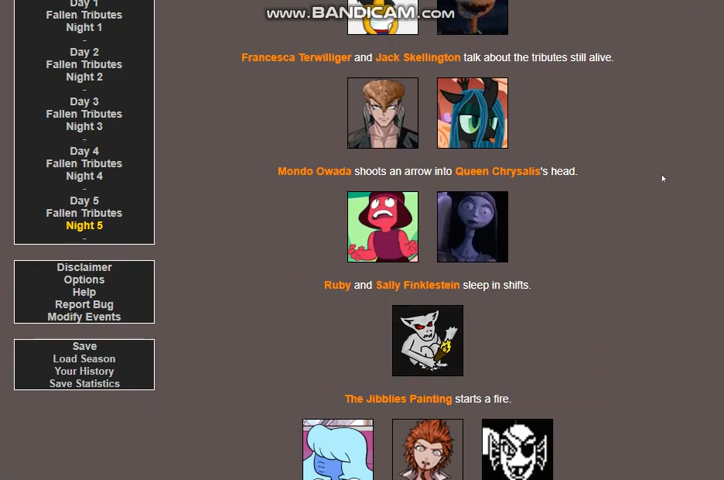 www.BANDICAM.com
Day 1
Fallen Tributes
Night 1
-
Day 2
Fallen Tributes
Night 2
-
Day 3
Fallen Tributes
Night 3
-
Day 4
Fallen Tributes
Night 4
-
Day 5
Fallen Tributes
Night 5
-
Disclaimer
Options
Help
Report Bug
Modify Events
Save
Load Season
Your History
Save Statistics
Francesca Terwilliger and Jack Skellington talk about the tributes still alive.
Mondo Owada shoots an arrow into Queen Chrysalis's head.
Ruby and Sally Finklestein sleep in shifts.
The Jibblies Painting starts a fire.